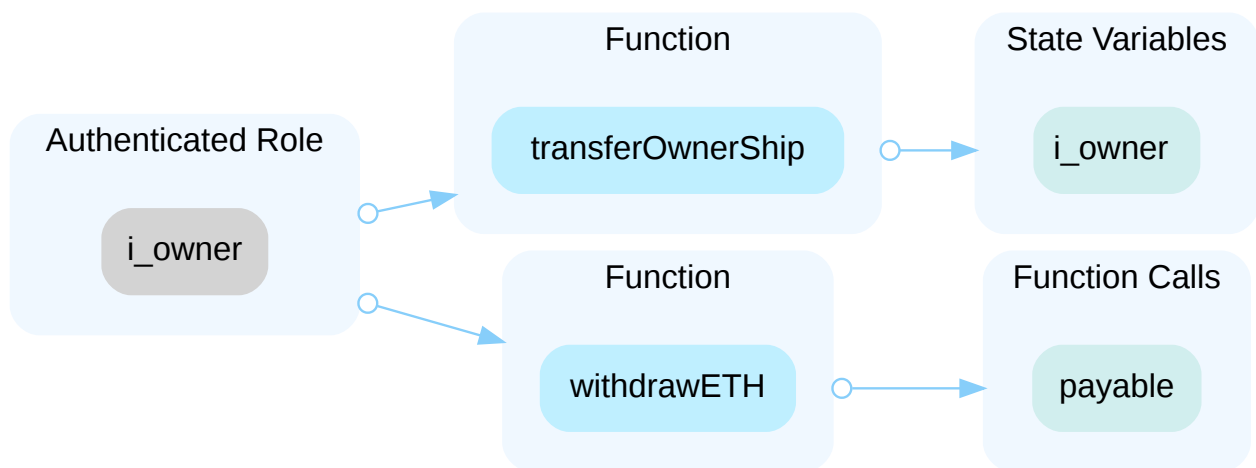 Authenticated Role
i_owner
Function
transferOwnerShip
State Variables
i_owner
Function
withdrawETH
Function Calls
payable